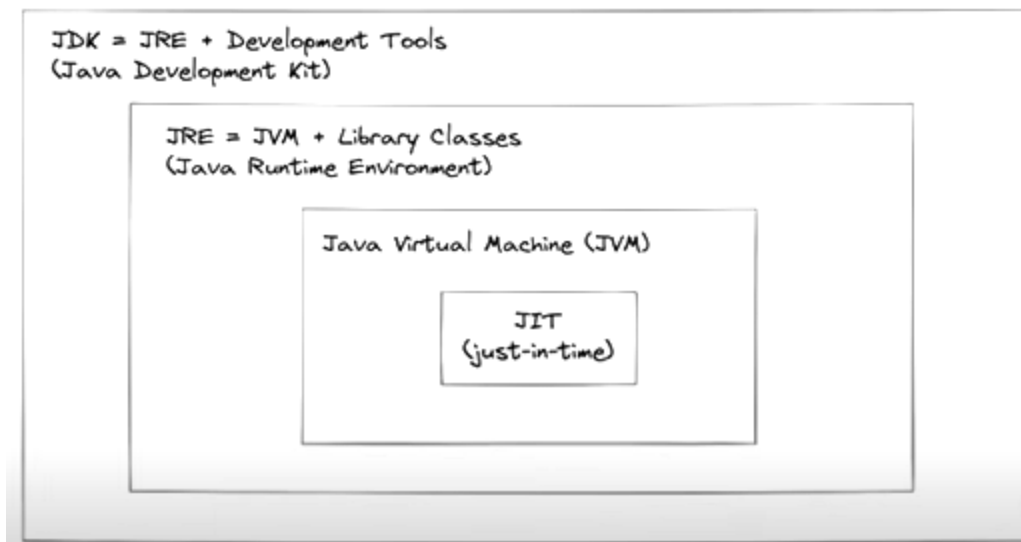 JDK = JRE + Development Tools
(Java Development Kit)
JRE = JVM + Library Classes
(Java Runtime Environment)
Java Virtual Machine (JVM)
JIT
(just-in-time)